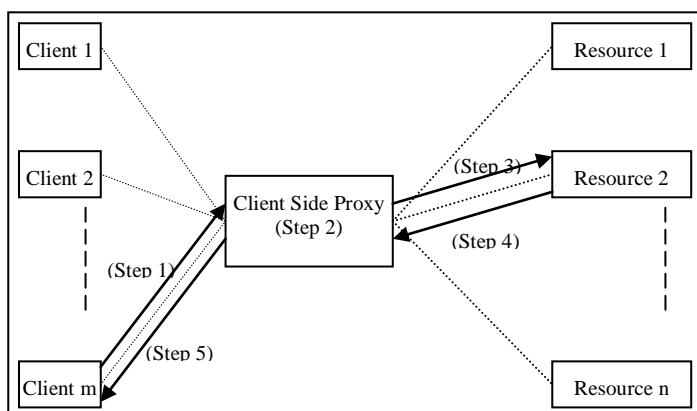 Client 1
Resource 1
Client 2
(Step 3)
Resource 2
Client Side Proxy
(Step 2)
(Step 4)
(Step 1)
(Step 5)
Client m
Resource n